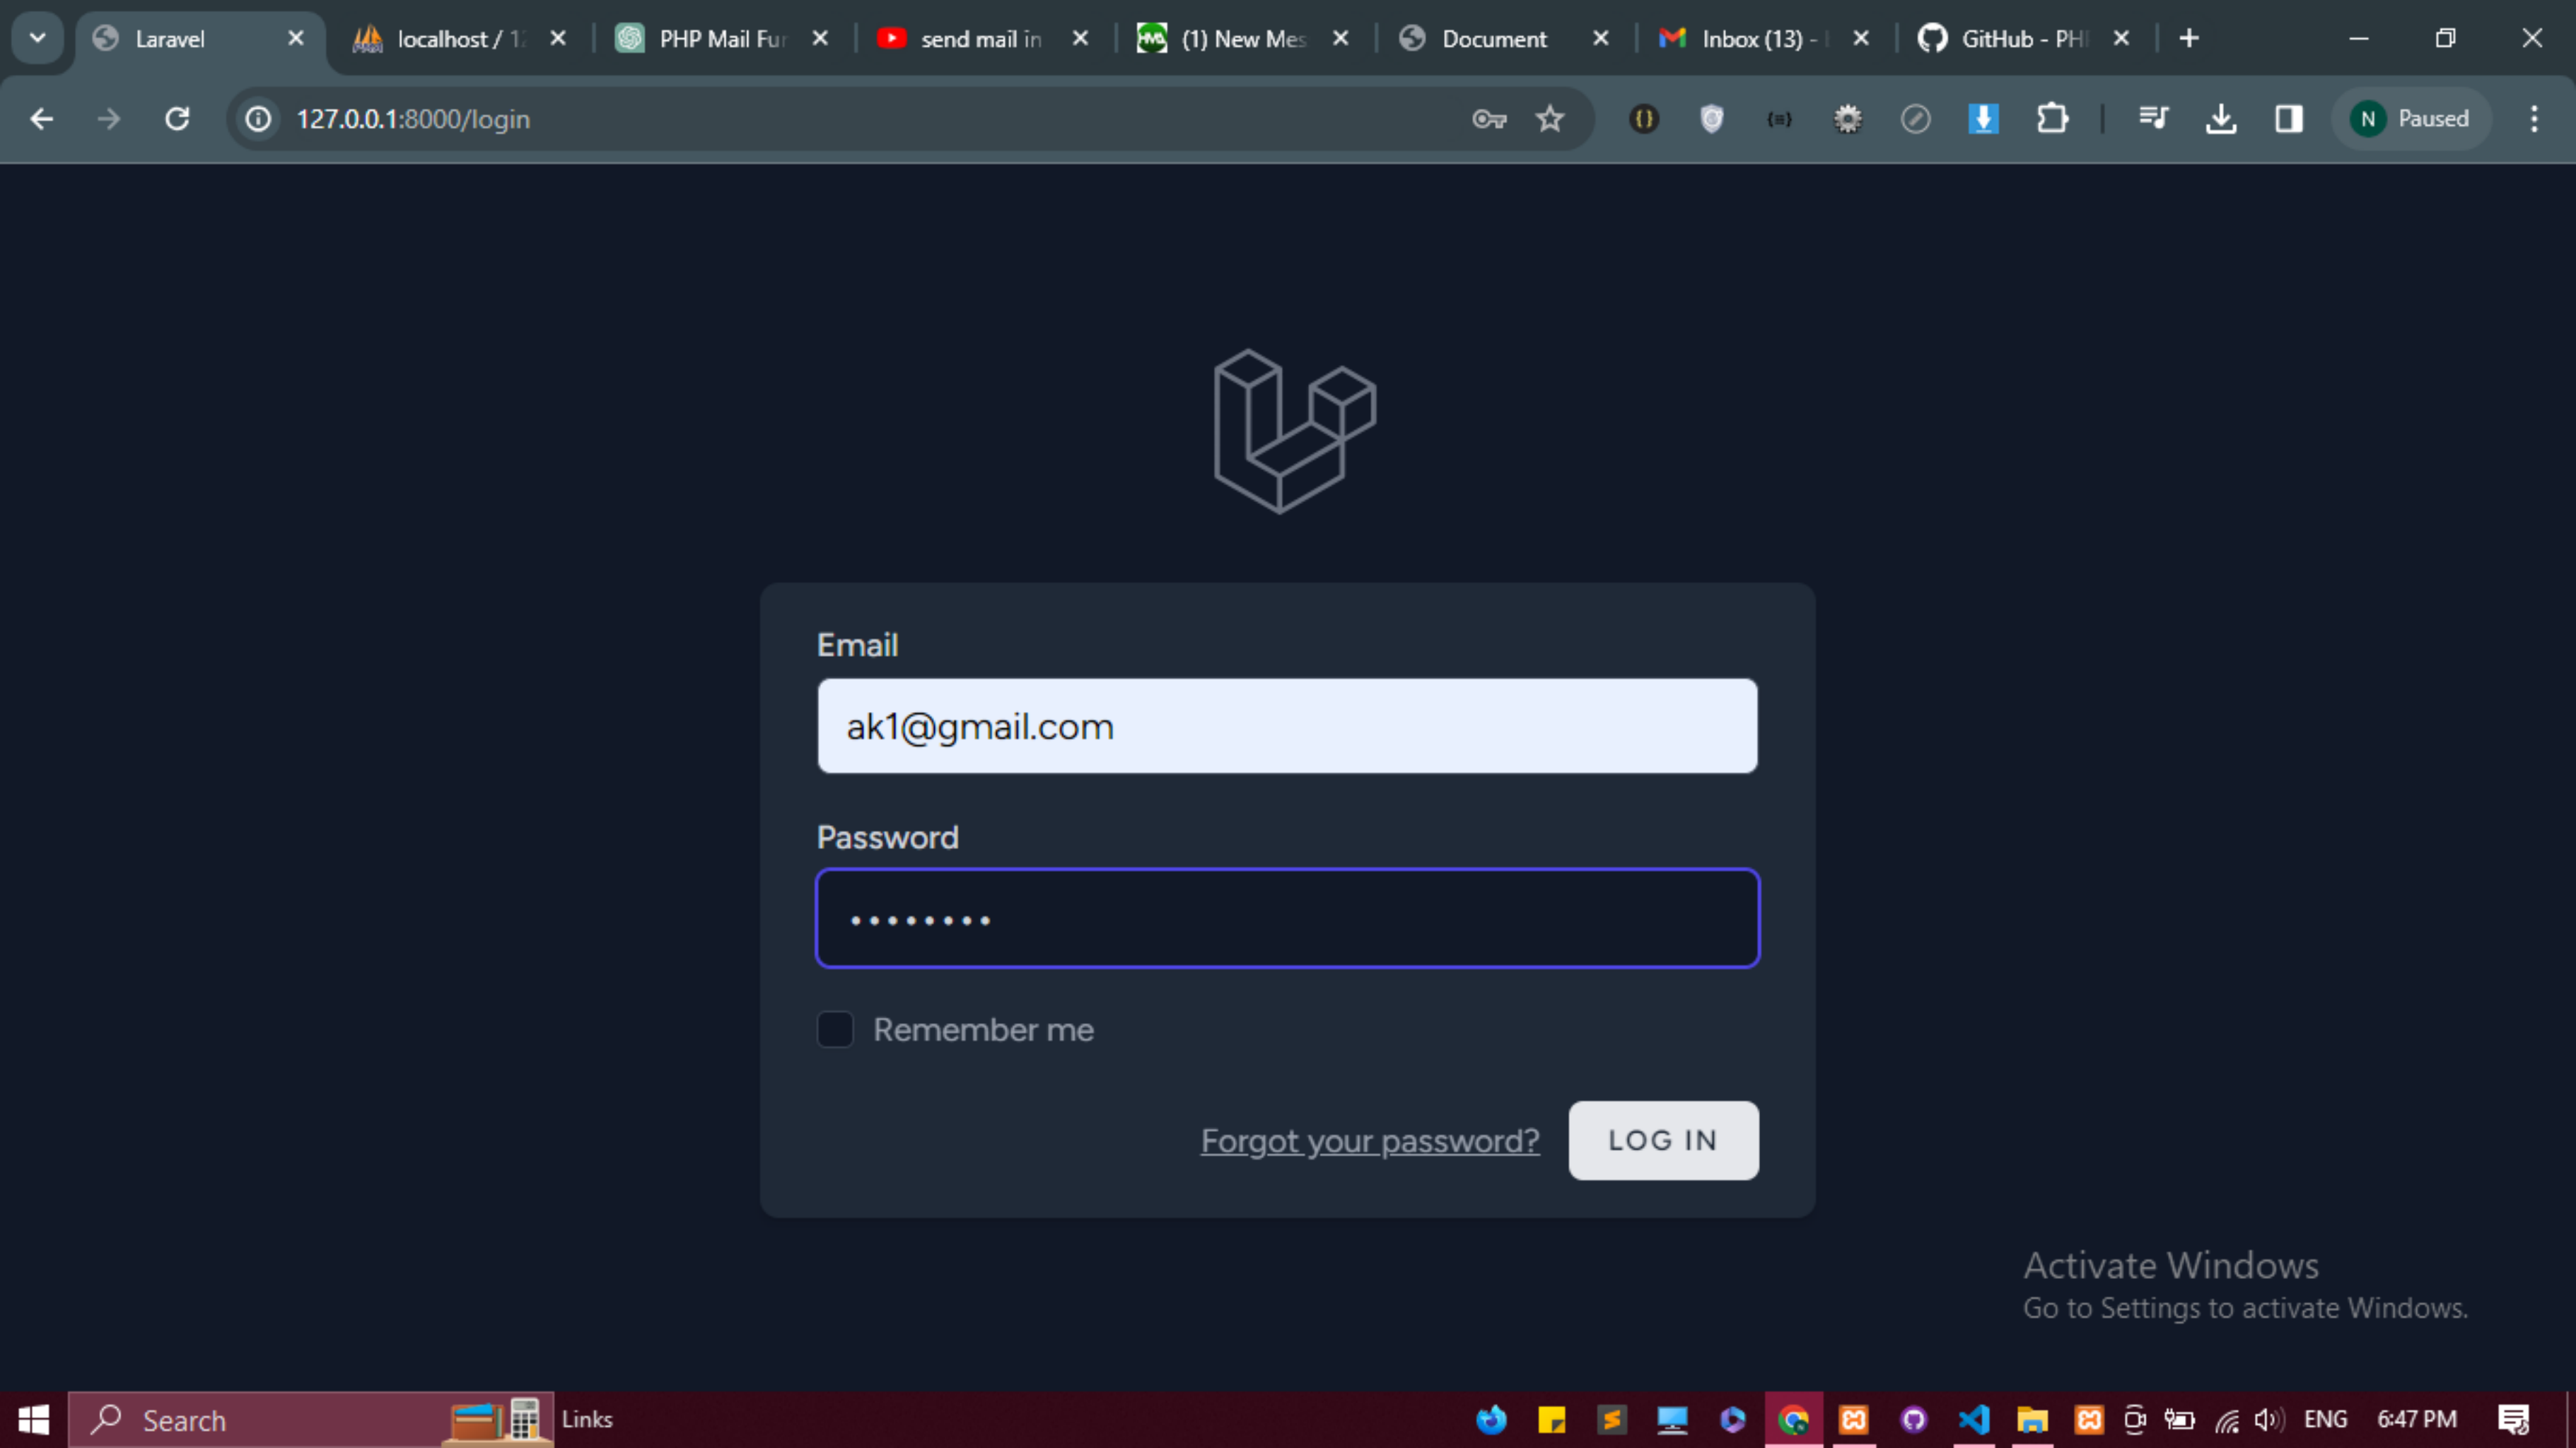 Laravel
localhost / 12
PHP Mail Fur
send mail in
(1) New Mes
Document
Inbox (13) -
GitHub - PH
127.0.0.1:8000/login
N Paused
Email
ak1@gmail.com
Password
Remember me
Forgot your password?
LOG IN
Activate Windows
Go to Settings to activate Windows.
Search
Links
ENG
6:47 PM